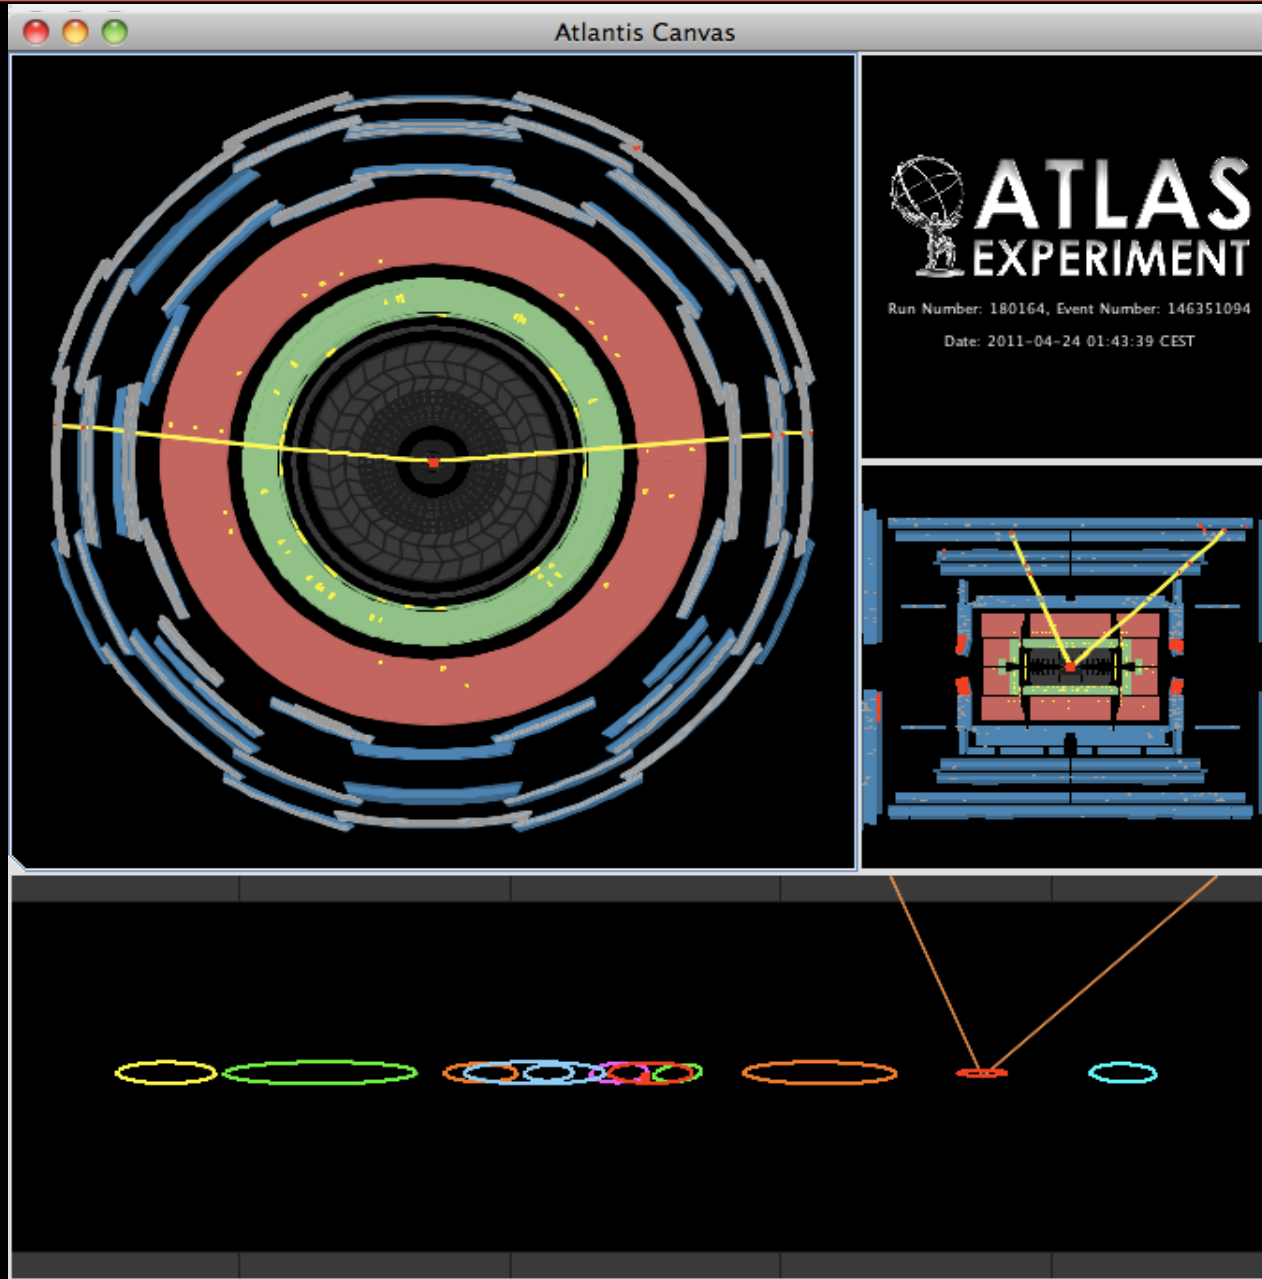 Atlantis Canvas
ATLAS
EXPERIMENT
Run Number: 180164, Event Number: 146351094
Date: 2011-04-24 01:43:39 CEST